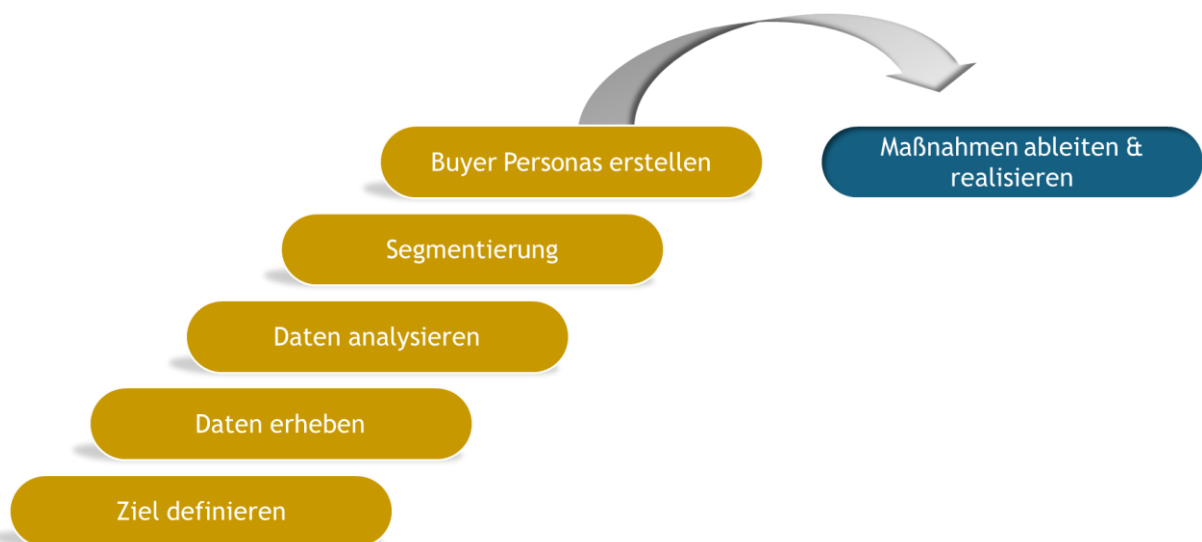 Buyer Personas erstellen
Maßnahmen ableiten &
realisieren
Segmentierung
Daten analysieren
Daten erheben
Ziel definieren